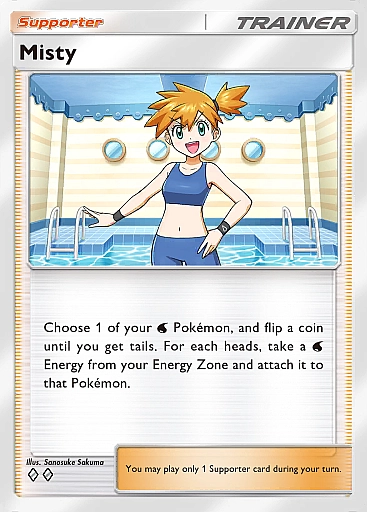 Supporter
TRAINER
Misty
Choose 1 of your Pokémon, and flip a coin
until you get tails. For each heads, take a
Energy from your Energy Zone and attach it to
that Pokémon.
Illus. Sanosuke Sakuma
You may play only 1 Supporter card during your turn.